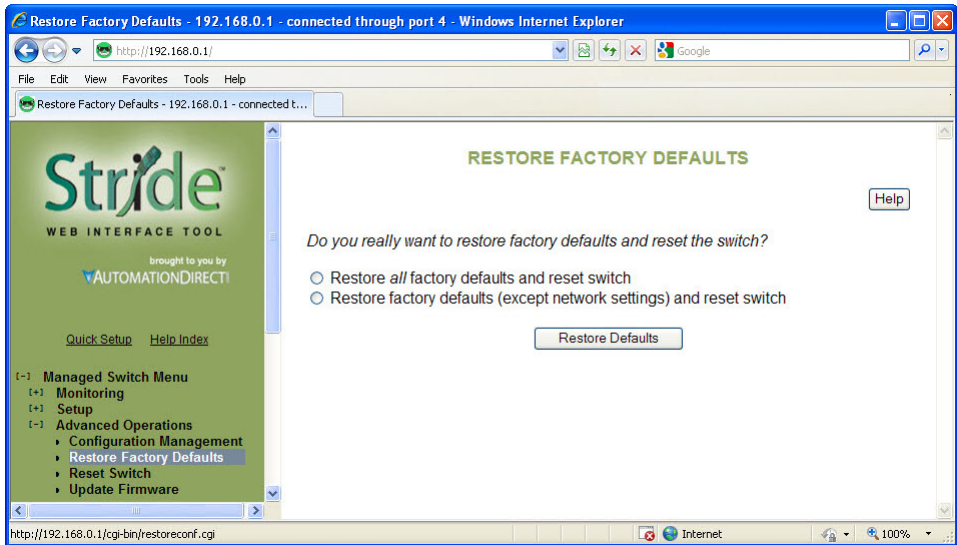 Restore Factory Defaults - 192.168.0.1 - connected through port 4 - Windows Internet Explorer
http://192.168.0.1/
Google
File Edit View Favorites Tools Help
Restore Factory Defaults - 192.168.0.1 - connected t...
Stride
WEB INTERFACE TOOL
brought to you by
AUTOMATIONDIRECT
Quick Setup Help Index
[-] Managed Switch Menu
[+] Monitoring
[+] Setup
[-] Advanced Operations
Configuration Management
Restore Factory Defaults
Reset Switch
Update Firmware
RESTORE FACTORY DEFAULTS
Help
Do you really want to restore factory defaults and reset the switch?
Restore all factory defaults and reset switch
Restore factory defaults (except network settings) and reset switch
Restore Defaults
http://192.168.0.1/cgi-bin/restoreconf.cgi
Internet
100%